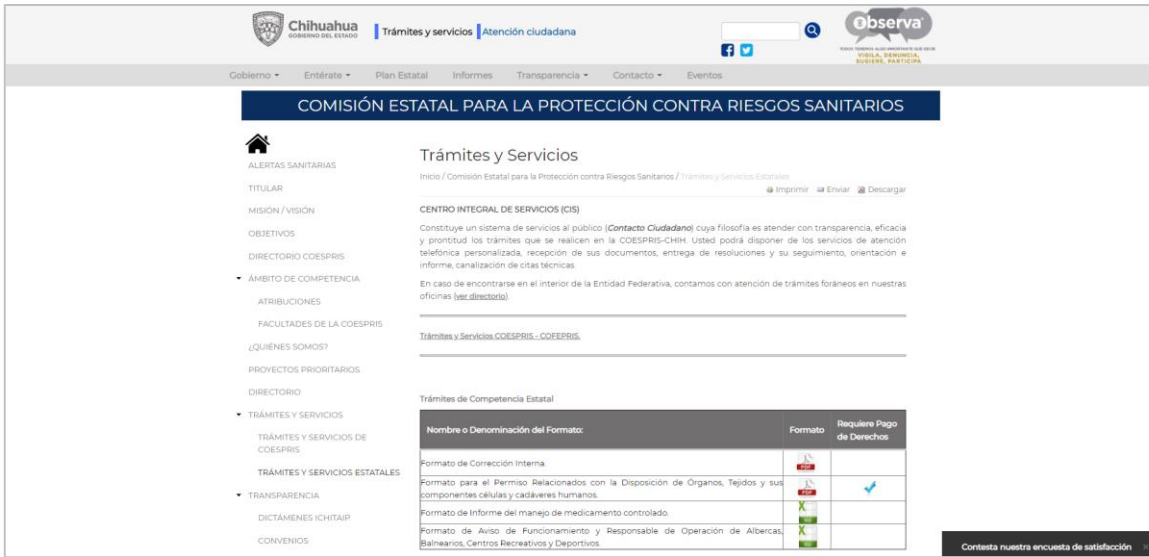 Chihuahua
GOBIERNO DEL ESTADO
Trámites y servicios
Atención ciudadana
Observa
TODOS TENEMOS ALGO IMPORTANTE QUE DECIR
VIGILA, DENUNCIA,
SUGIERE, PARTICIPA
Gobierno
Entérate
Plan Estatal
Informes
Transparencia
Contacto
Eventos
COMISIÓN ESTATAL PARA LA PROTECCIÓN CONTRA RIESGOS SANITARIOS
ALERTAS SANITARIAS
TITULAR
MISIÓN / VISIÓN
OBJETIVOS
DIRECTORIO COESPRIS
ÁMBITO DE COMPETENCIA
ATRIBUCIONES
FACULTADES DE LA COESPRIS
¿QUIÉNES SOMOS?
PROYECTOS PRIORITARIOS
DIRECTORIO
TRÁMITES Y SERVICIOS
TRÁMITES Y SERVICIOS DE
COESPRIS
TRÁMITES Y SERVICIOS ESTATALES
TRANSPARENCIA
DICTÁMENES ICHITAIP
CONVENIOS
Trámites y Servicios
Inicio / Comisión Estatal para la Protección contra Riesgos Sanitarios / Trámites y Servicios Estatales
Imprimir Enviar Descargar
CENTRO INTEGRAL DE SERVICIOS (CIS)
Constituye un sistema de servicios al público (Contacto Ciudadano) cuya filosofía es atender con transparencia, eficacia
y prontitud los trámites que se realicen en la COESPRIS-CHIH. Usted podrá disponer de los servicios de atención
telefónica personalizada, recepción de sus documentos, entrega de resoluciones y su seguimiento, orientación e
informe, canalización de citas técnicas.
En caso de encontrarse en el interior de la Entidad Federativa, contamos con atención de trámites foráneos en nuestras
oficinas (ver directorio).
Trámites y Servicios COESPRIS - COFEPRIS.
Trámites de Competencia Estatal
Nombre o Denominación del Formato:
Formato
Requiere Pago
de Derechos
Formato de Corrección Interna.
PDF
Formato para el Permiso Relacionados con la Disposición de Órganos, Tejidos y sus
componentes células y cadáveres humanos.
PDF
Formato de Informe del manejo de medicamento controlado.
Formato de Aviso de Funcionamiento y Responsable de Operación de Albercas,
Balnearios, Centros Recreativos y Deportivos.
Contesta nuestra encuesta de satisfacción ×